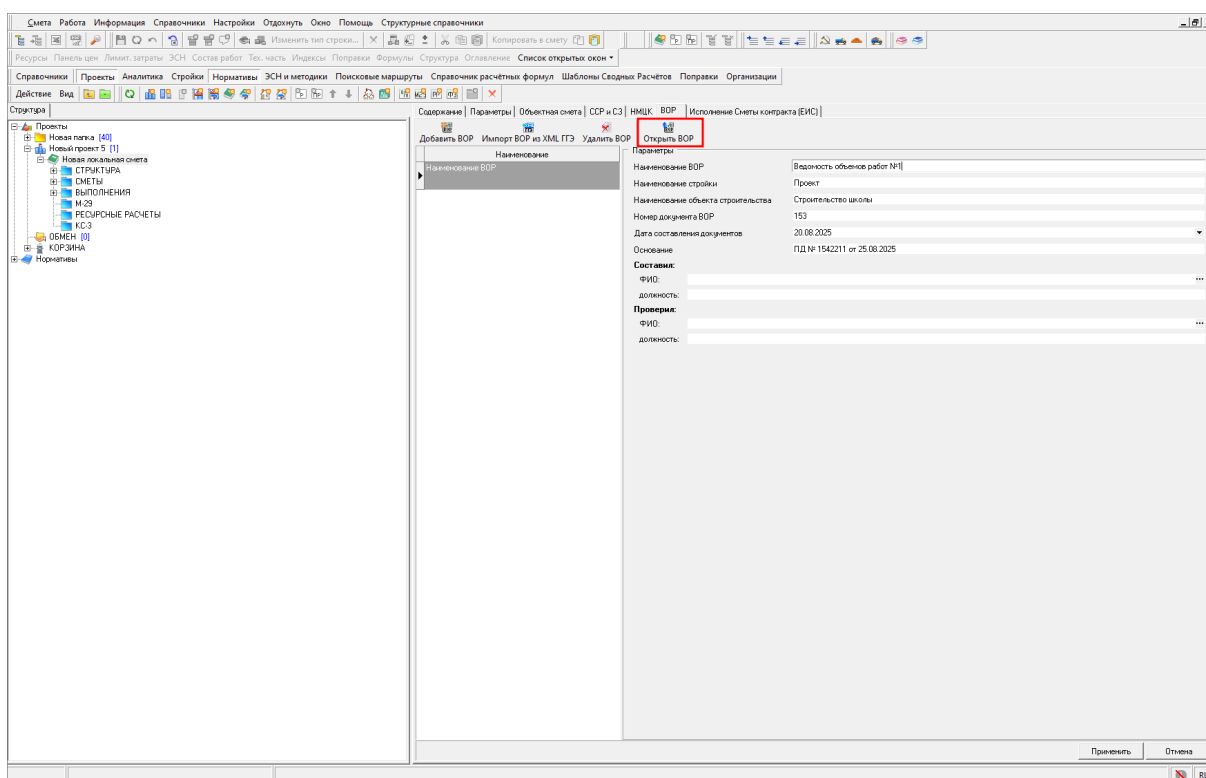 Смета Работа Информация Справочники Настройки Отдохнуть Окно Помощь Структурные справочники
Изменить тип строки... Копировать в смету
Ресурсы Панель цен Лимит. затраты ЭСН Состав работ Тех. часть Индексы Поправки Формулы Структура Оглавление Список открытых окон
Справочники Проекты Аналитика Стройки Нормативы ЭСН и методики Поисковые маршруты Справочник расчётных формул Шаблоны Сводных Расчётов Поправки Организации
Действие Вид
Структура
Содержание Параметры Объектная смета ССР и СЗ НМЦК ВОР Исполнение Сметы контракта (ЕИС)
Проекты
Новая папка [40]
Новый проект 5 [1]
Новая локальная смета
СТРУКТУРА
СМЕТЫ
ВЫПОЛНЕНИЯ
М-29
РЕСУРСНЫЕ РАСЧЕТЫ
КС-3
ОБМЕН [0]
КОРЗИНА
Нормативы
Добавить ВОР Импорт ВОР из XML ГГЭ Удалить ВОР Открыть ВОР
Наименование
Наименование ВОР
Параметры
Наименование ВОР Ведомость объемов работ №1
Наименование стройки Проект
Наименование объекта строительства Строительство школы
Номер документа ВОР 153
Дата составления документов 20.08.2025
Основание ПД № 1542211 от 25.08.2025
Составил:
ФИО: ...
должность:
Проверил:
ФИО: ...
должность:
Применить Отмена